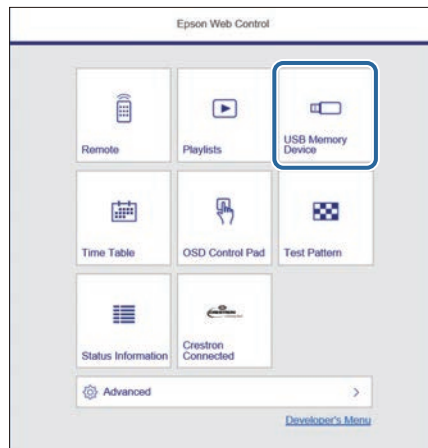 Epson Web Control
Remote
Playlists
USB Memory
Device
Time Table
OSD Control Pad
Test Pattern
Status Information
Crestron
Connected
Advanced
Developer's Menu